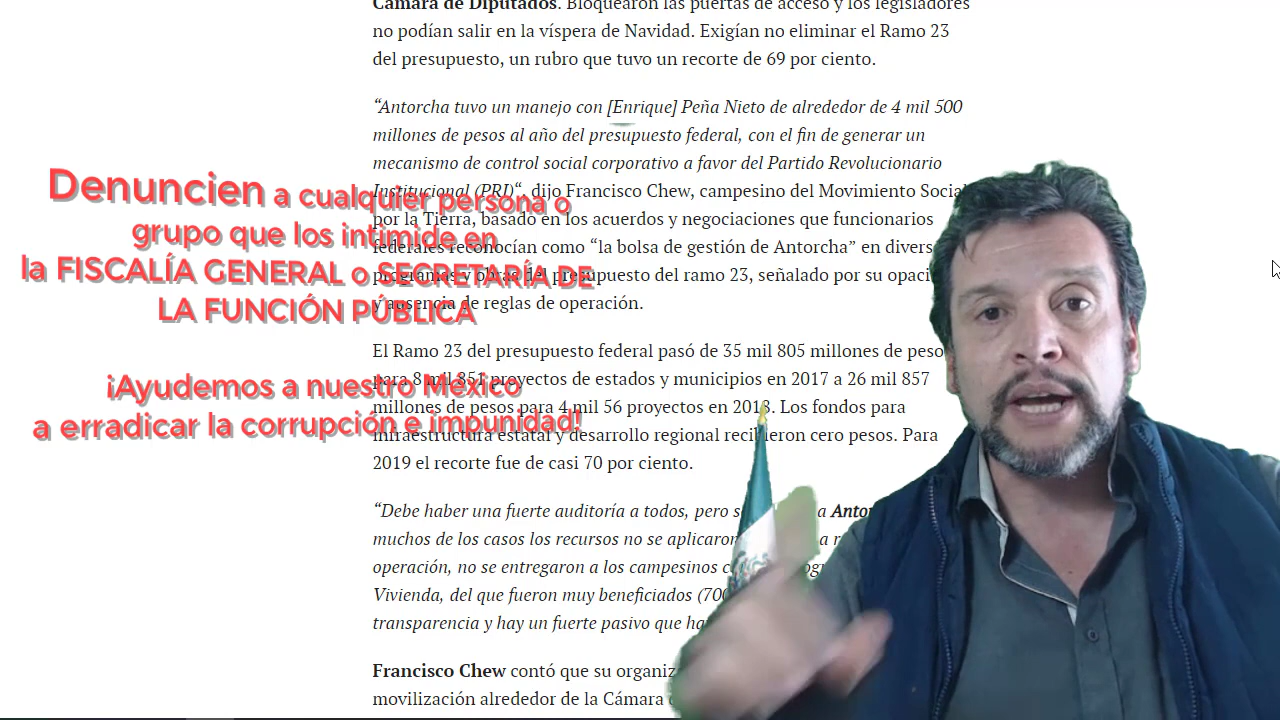 Cámara de Diputados. Bloquearon las puertas de acceso y los legisladores
no podían salir en la víspera de Navidad. Exigían no eliminar el Ramo 23
del presupuesto, un rubro que tuvo un recorte de 69 por ciento.
“Antorcha tuvo un manejo con [Enrique] Peña Nieto de alrededor de 4 mil 500
millones de pesos al año del presupuesto federal, con el fin de generar un
mecanismo de control social corporativo a favor del Partido Revolucionario
Institucional (PRI)“, dijo Francisco Chew, campesino del Movimiento Social
por la Tierra, basado en los acuerdos y negociaciones que funcionarios
federales reconocían como “la bolsa de gestión de Antorcha” en
programas y obras del presupuesto del ramo 23, señalado por su
y ausencia de reglas de operación.
El Ramo 23 del presupuesto federal pasó de 35 mil 805 millones de
para 8 mil 851 proyectos de estados y municipios en 2017 a 26 mil 857
millones de pesos para 4 mil 56 proyectos en 2018. Los fondos para
infraestructura estatal y desarrollo regional recibieron cero pesos. Para
2019 el recorte fue de casi 70 por ciento.
“Debe haber una fuerte auditoría a todos, pero
muchos de los casos los recursos no se aplicaron
operación, no se entregaron a los campesinos
Vivienda, del que fueron muy beneficiados
transparencia y hay un fuerte pasivo que
Francisco Chew contó que su
movilización alrededor de la Cámara
Denuncien a cualquier persona o
grupo que los intimide en
la FISCALÍA GENERAL o SECRETARÍA DE
LA FUNCIÓN PÚBLICA
¡Ayudemos a nuestro México
a erradicar la corrupción e impunidad!